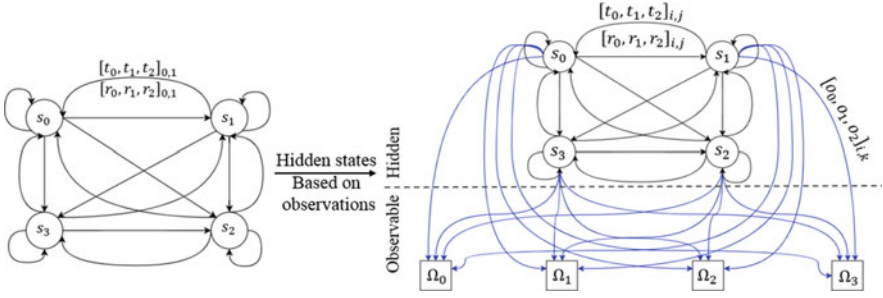 [t₀, t₁, t₂]₀,₁
[r₀, r₁, r₂]₀,₁
s₀
s₁
s₃
s₂
Hidden states
Based on
observations
[t₀, t₁, t₂]ᵢ,ⱼ
[r₀, r₁, r₂]ᵢ,ⱼ
s₀
s₁
[o₀, o₁, o₂]ᵢ,ₖ
s₃
s₂
Hidden
Observable
Ω₀
Ω₁
Ω₂
Ω₃